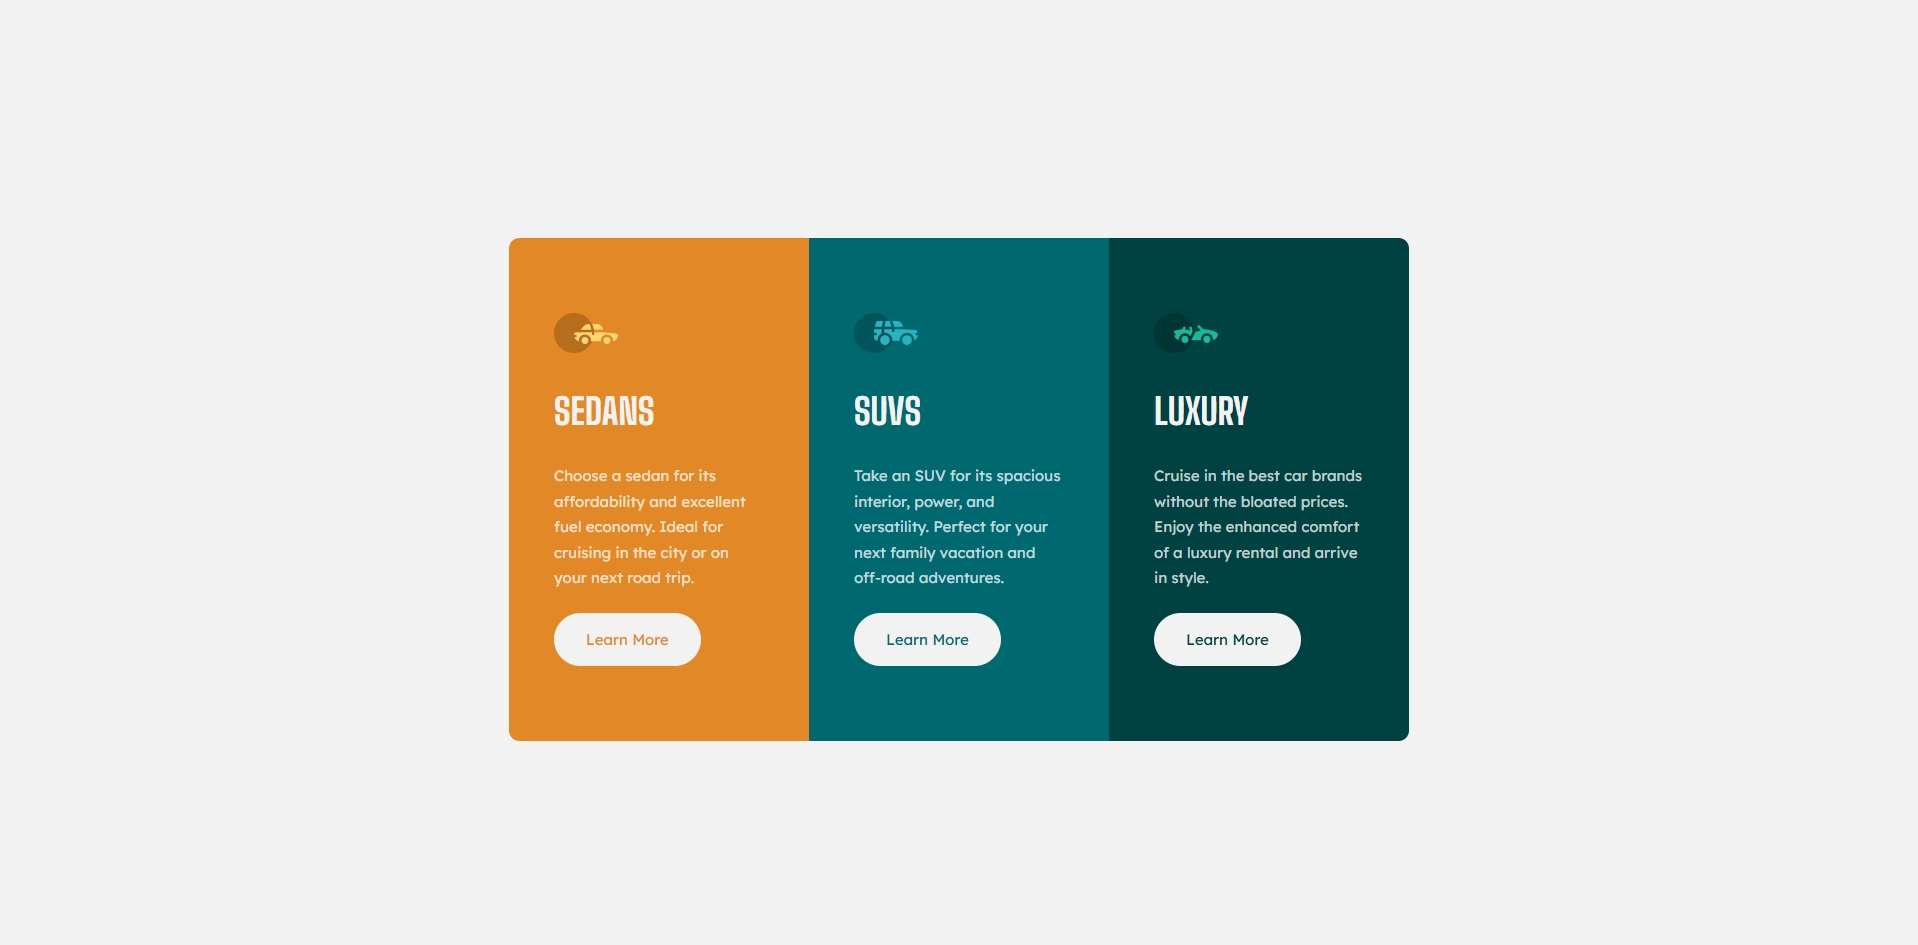 SEDANS
Choose a sedan for its
affordability and excellent
fuel economy. Ideal for
cruising in the city or on
your next road trip.
Learn More
SUVS
Take an SUV for its spacious
interior, power, and
versatility. Perfect for your
next family vacation and
off-road adventures.
Learn More
LUXURY
Cruise in the best car brands
without the bloated prices.
Enjoy the enhanced comfort
of a luxury rental and arrive
in style.
Learn More